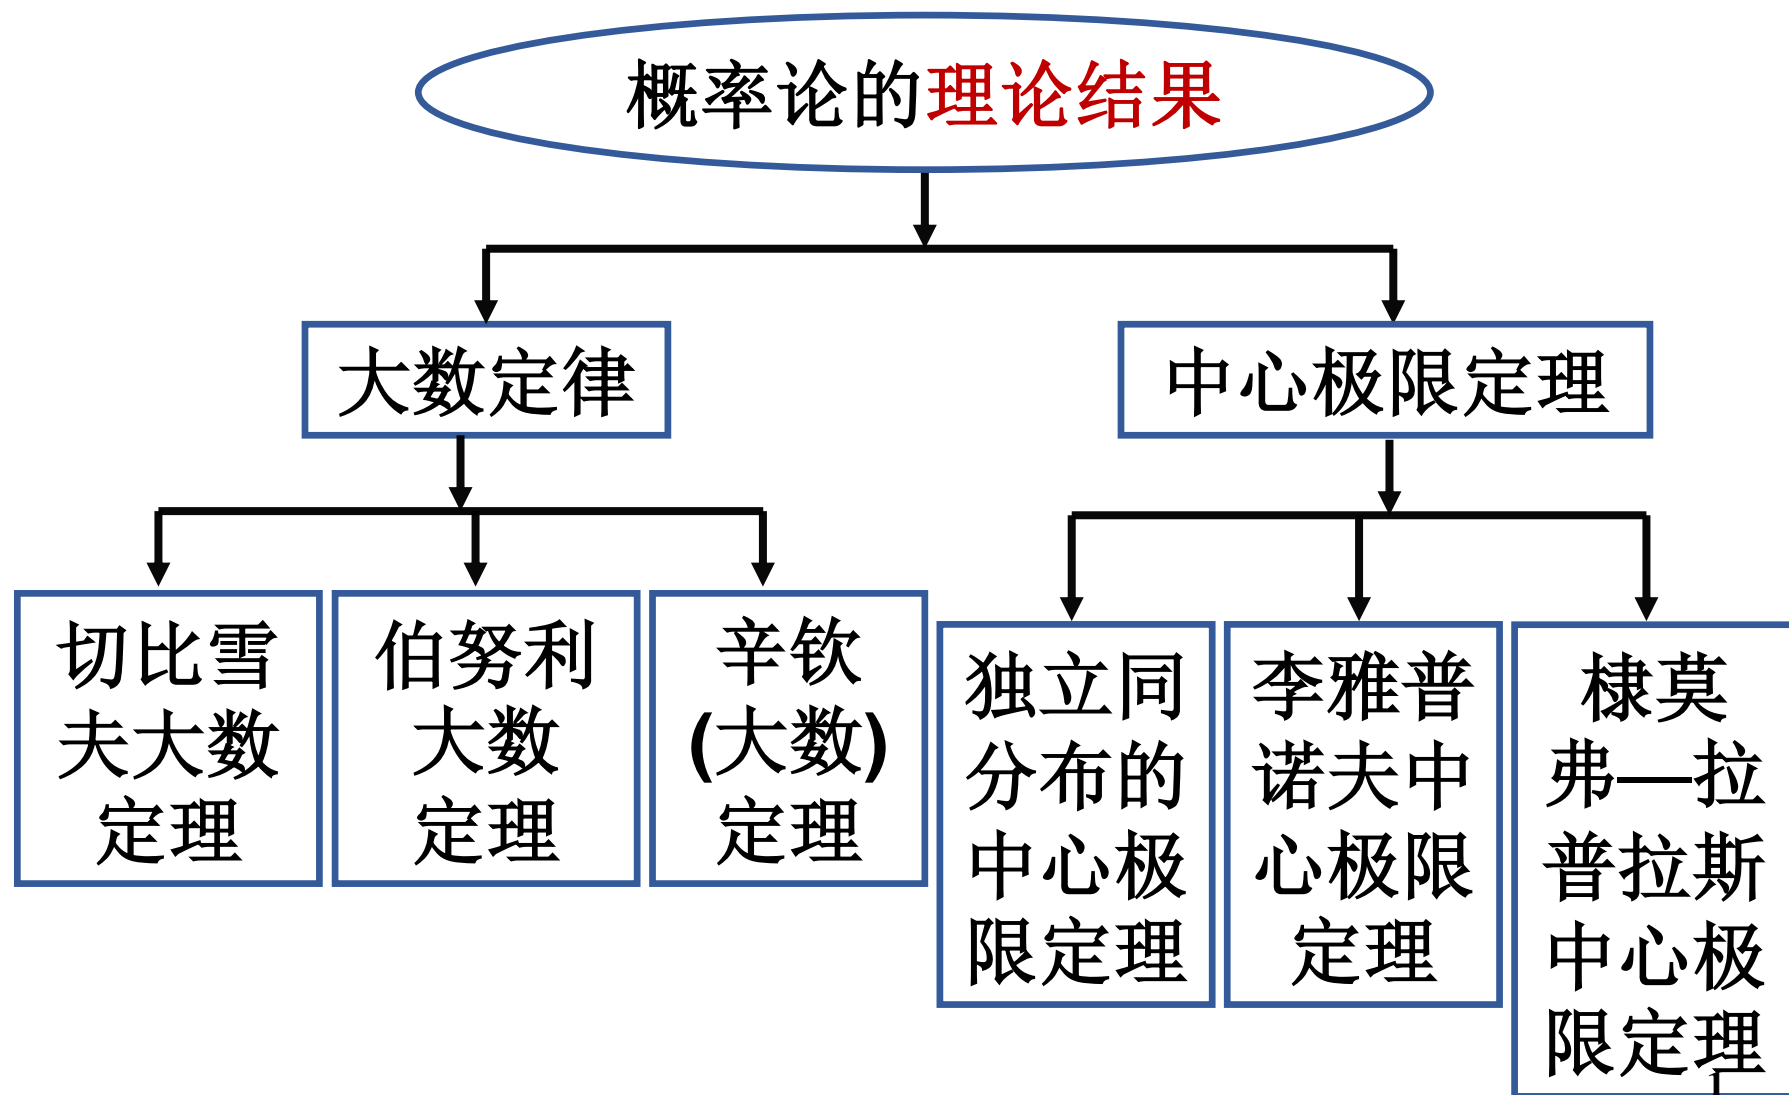 概率论的理论结果
大数定律
中心极限定理
切比雪
夫大数
定理
伯努利
大数
定理
辛钦
(大数)
定理
独立同
分布的
中心极
限定理
李雅普
诺夫中
心极限
定理
棣莫
弗—拉
普拉斯
中心极
限定理